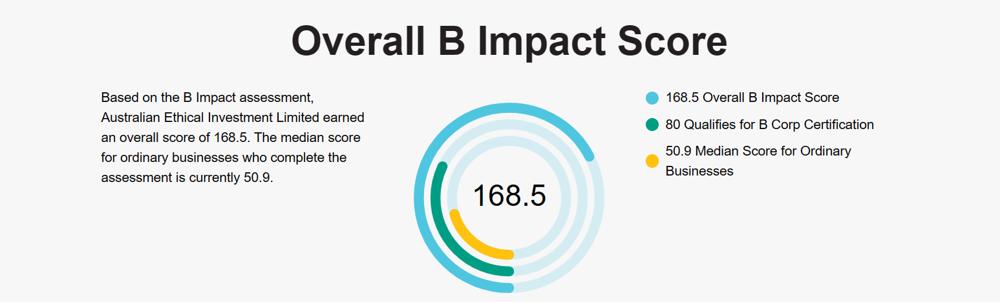 Overall B Impact Score
Based on the B Impact assessment,
Australian Ethical Investment Limited earned
an overall score of 168.5. The median score
for ordinary businesses who complete the
assessment is currently 50.9.
168.5
168.5 Overall B Impact Score
80 Qualifies for B Corp Certification
50.9 Median Score for Ordinary
Businesses